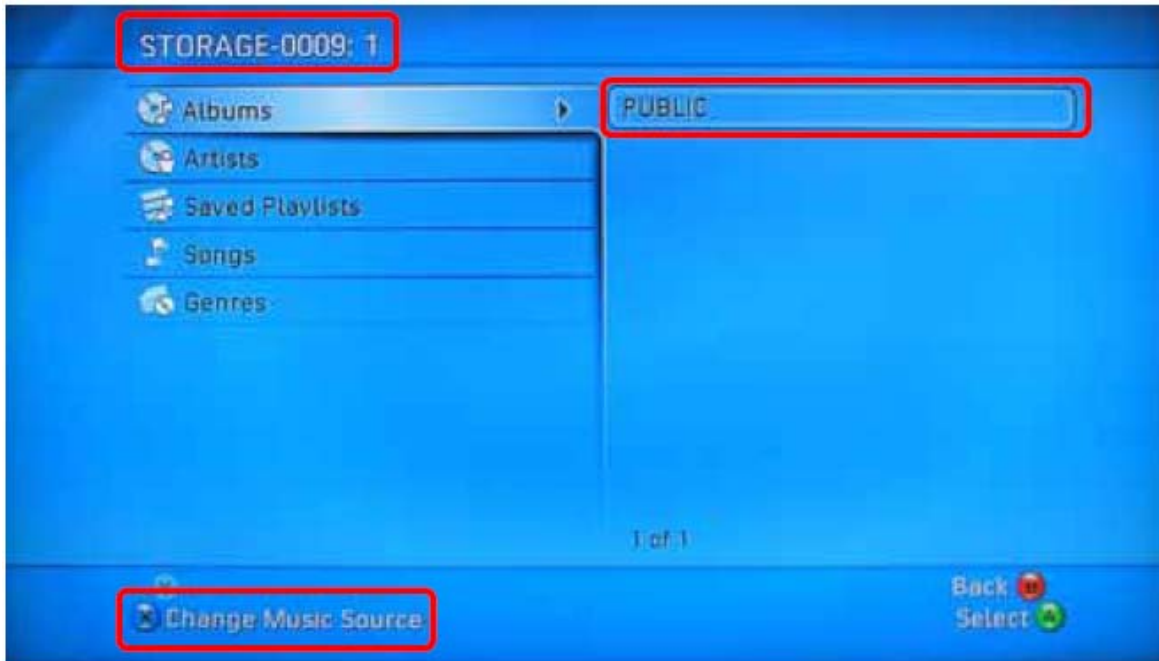 STORAGE-0009: 1
Albums
PUBLIC
Artists
Saved Playlists
Songs
Genres
1 of 1
Back B
X Change Music Source
Select A